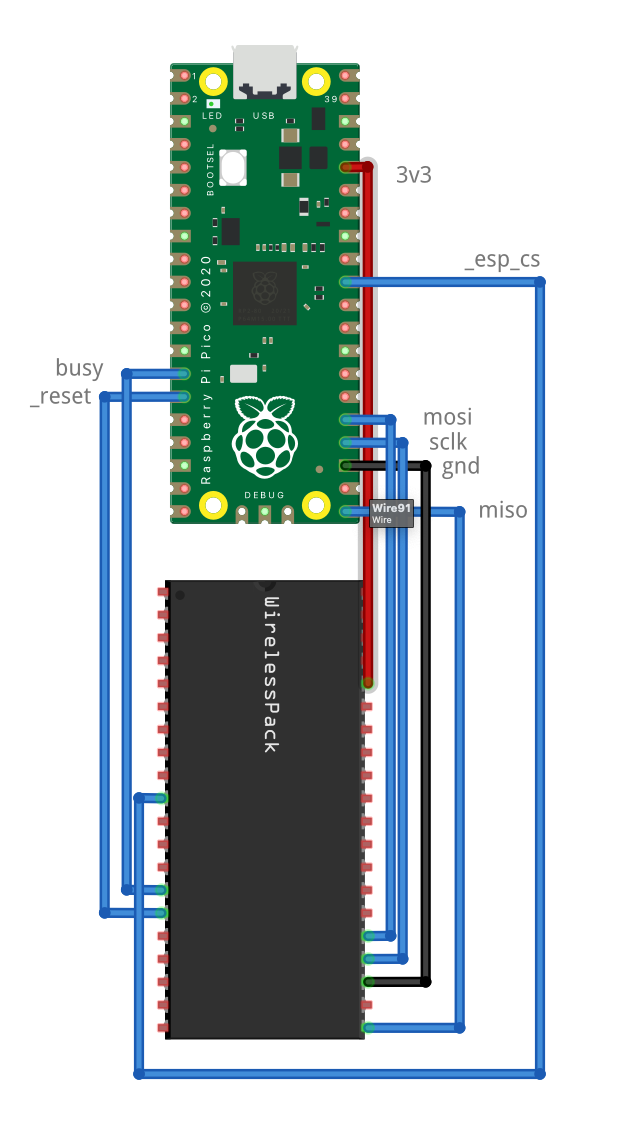 1
2
39
LED
USB
BOOTSEL
3v3
_esp_cs
Raspberry Pi Pico ©2020
busy
_reset
mosi
sclk
gnd
DEBUG
Wire91
Wire
miso
WirelessPack